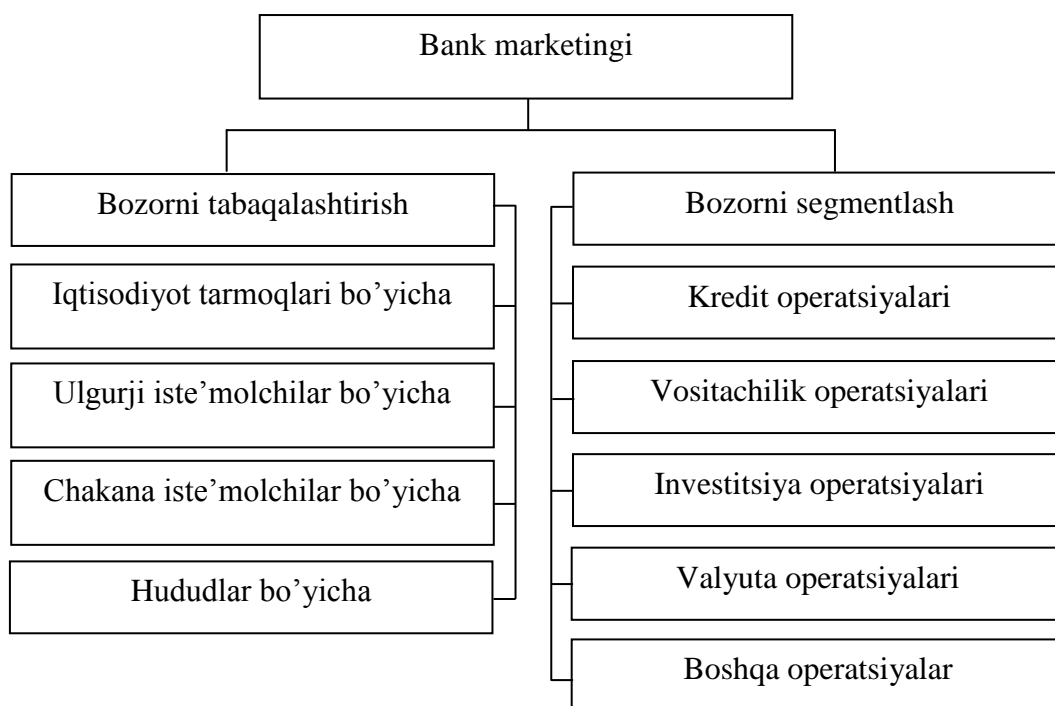 Bank marketingi
Bozorni tabaqalashtirish
Iqtisodiyot tarmoqlari bo’yicha
Ulgurji iste’molchilar bo’yicha
Chakana iste’molchilar bo’yicha
Hududlar bo’yicha
Bozorni segmentlash
Kredit operatsiyalari
Vositachilik operatsiyalari
Investitsiya operatsiyalari
Valyuta operatsiyalari
Boshqa operatsiyalar